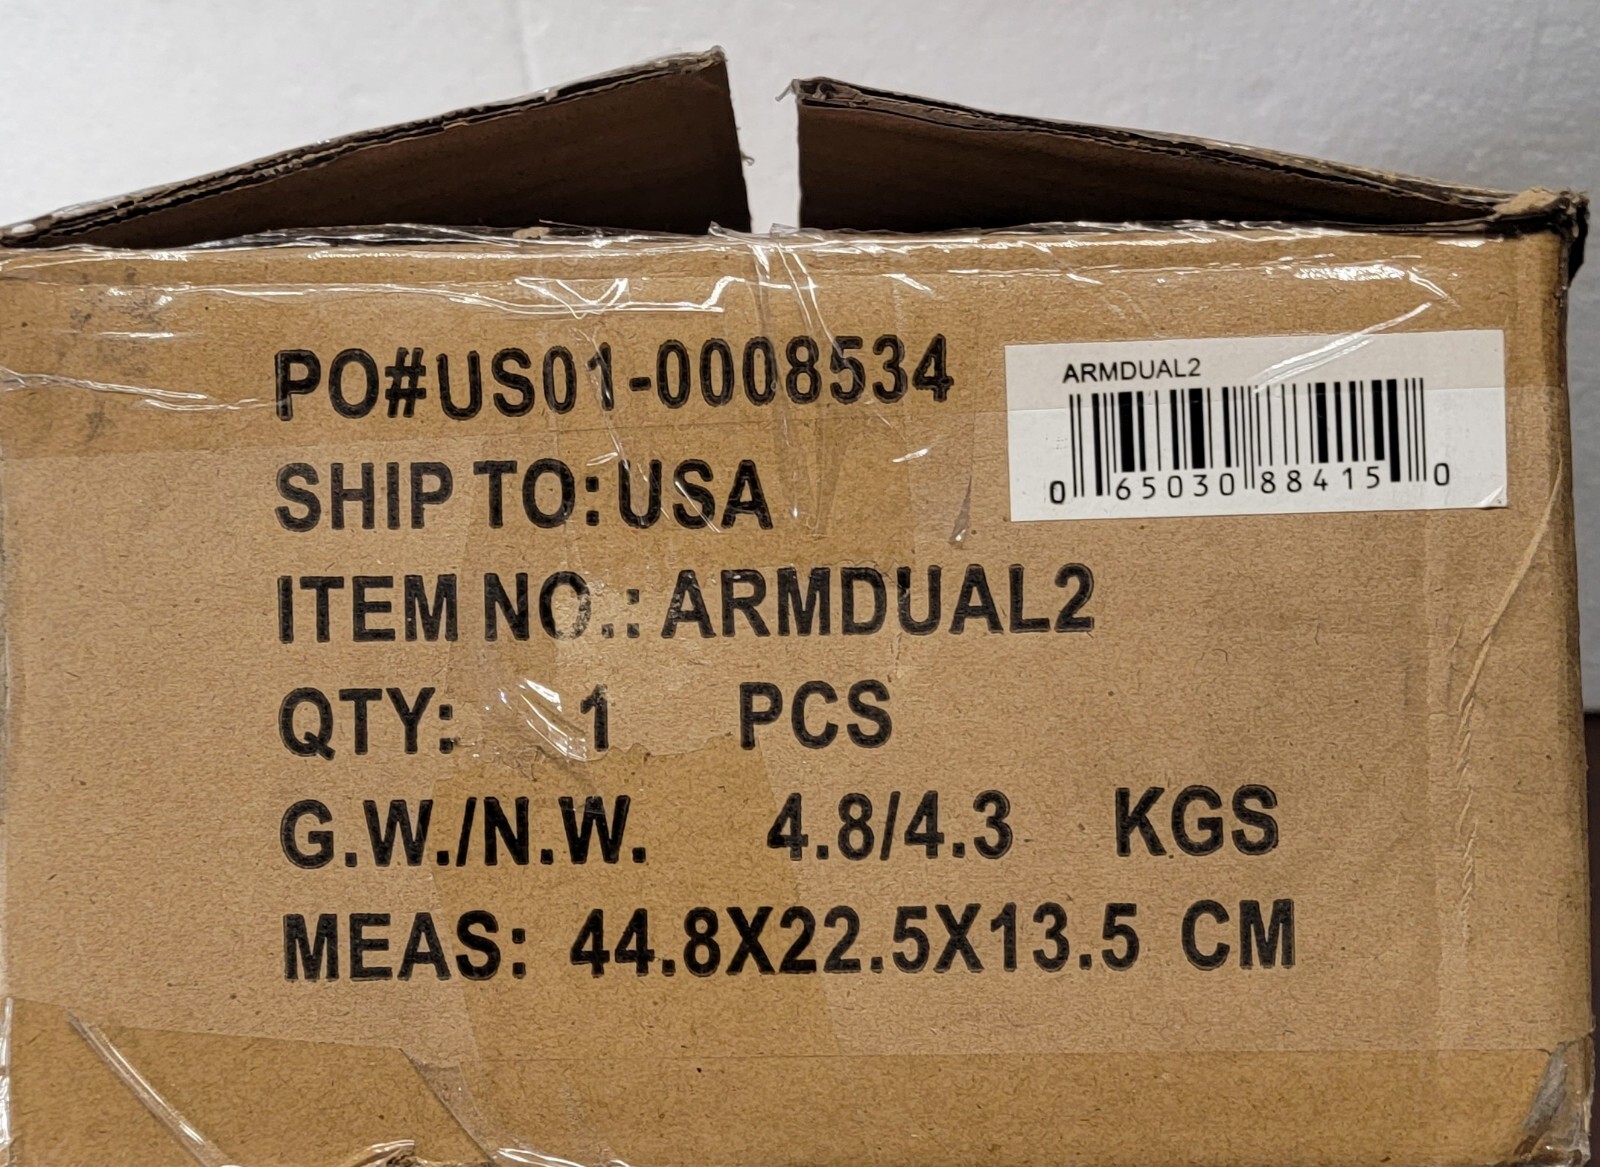 PO#US01-0008534
SHIP TO: USA
ITEM NO.: ARMDUAL2
QTY: 1 PCS
G.W./N.W. 4.8/4.3 KGS
MEAS: 44.8X22.5X13.5 CM
ARMDUAL2
0 65030 88415 0